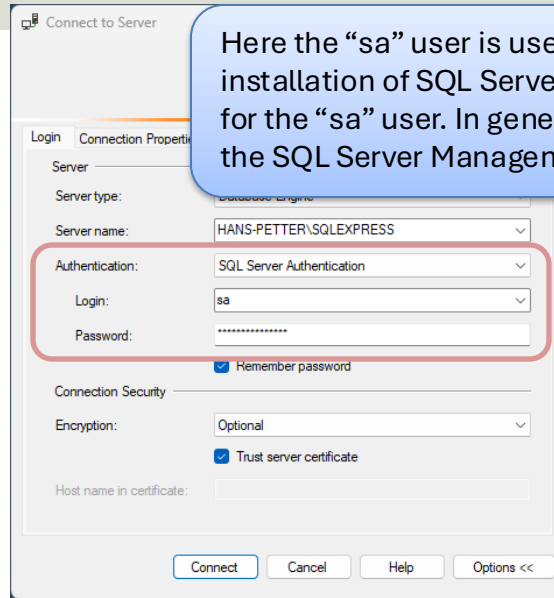 Connect to Server
Here the “sa” user is use
installation of SQL Serve
for the “sa” user. In gene
the SQL Server Managen
Login Connection Properti
Server
Server type: Database Engine
Server name: HANS-PETTER\SQLEXPRESS
Authentication: SQL Server Authentication
Login: sa
Password: ***************
Remember password
Connection Security
Encryption: Optional
Trust server certificate
Host name in certificate:
Connect Cancel Help Options <<